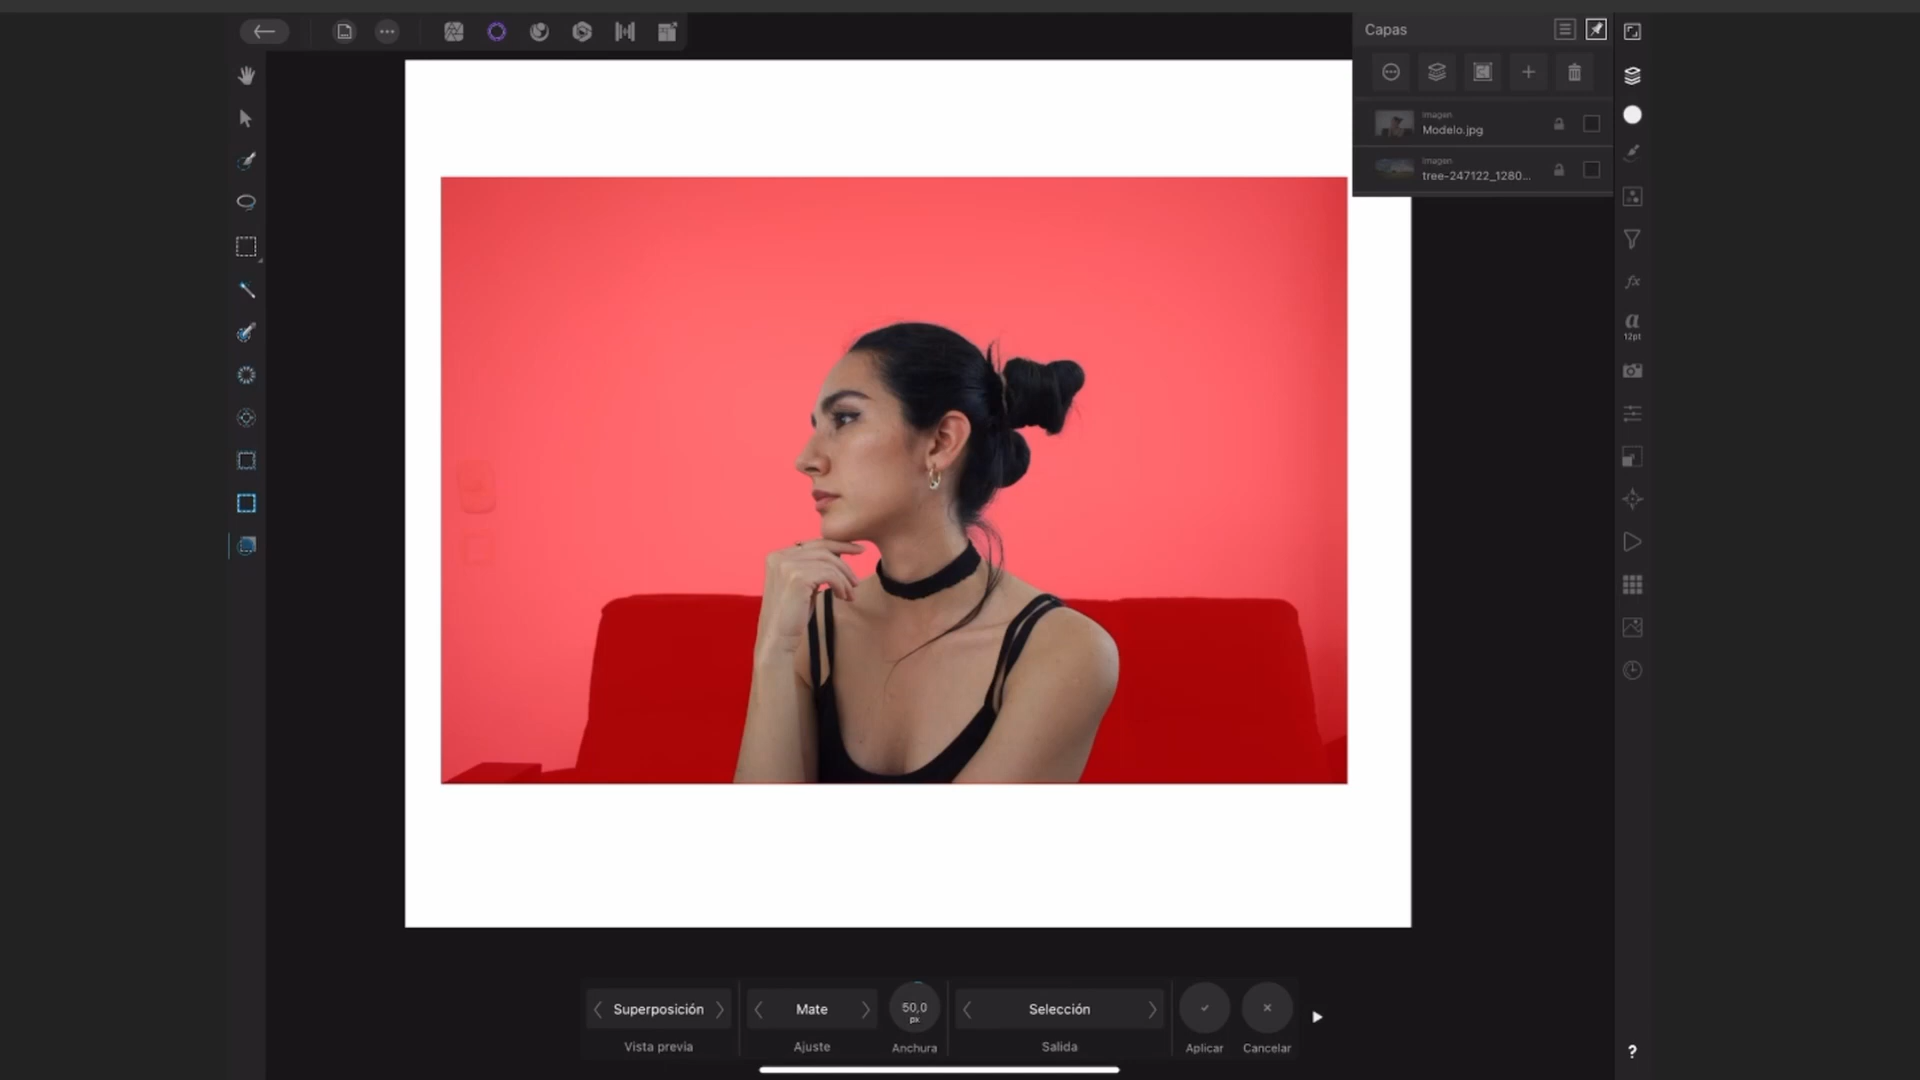 Capas
Imagen
Modelo.jpg
Imagen
tree-247122_1280...
fx
a
12pt
Superposición
Vista previa
Mate
Ajuste
50,0
px
Anchura
Selección
Salida
Aplicar
Cancelar
?